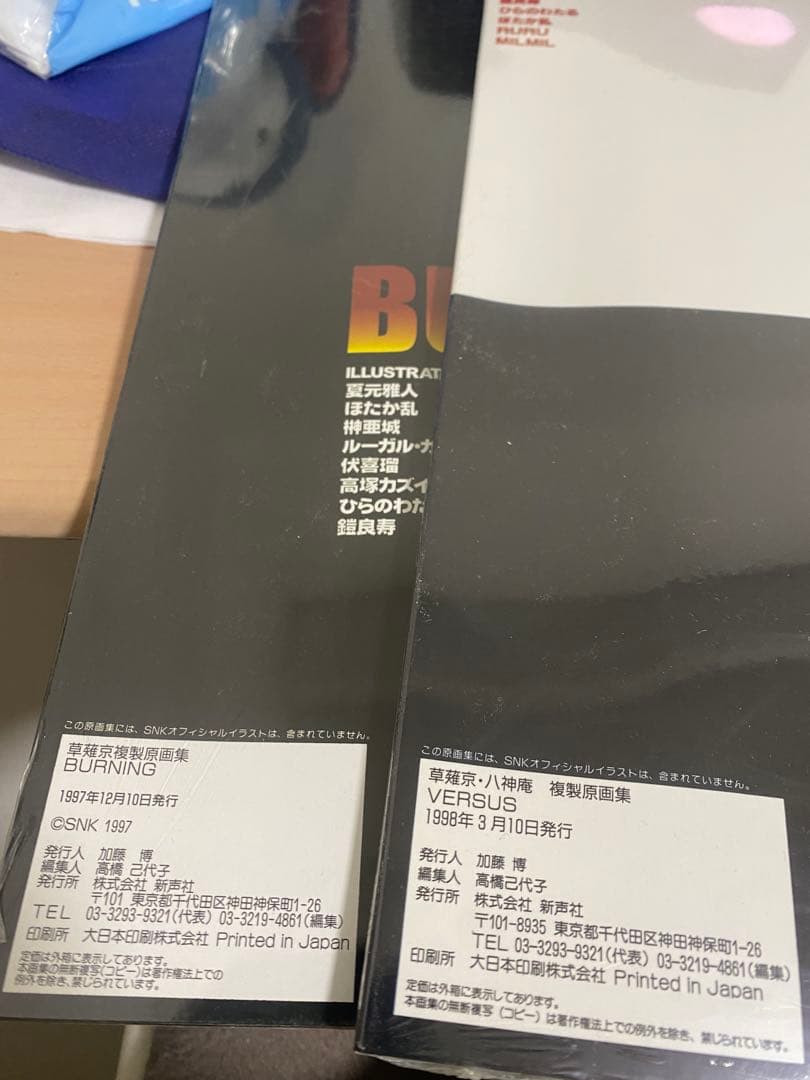 BU
ILLUSTRAT
夏元雅人
ほたか乱
榊亜城
ルーガル・カ
伏喜瑠
高塚カズイ
ひらのわた
鎧良寿
この原画集には、SNKオフィシャルイラストは、含まれていません。
草薙京複製原画集
BURNING
1997年12月10日発行
©SNK 1997
発行人 加藤 博
編集人 高橋 己代子
発行所 株式会社 新声社
〒101 東京都千代田区神田神保町1-26
TEL 03-3293-9321(代表) 03-3219-4861(編集)
印刷所 大日本印刷株式会社 Printed in Japan
定価は外箱に表示してあります。
本画集の無断複写(コピー)は著作権法上での
例外を除き、禁じられています。
ひらのわたる
ほたか乱
RURU
MILMIL
この原画集には、SNKオフィシャルイラストは、含まれていません。
草薙京・八神庵 複製原画集
VERSUS
1998年3月10日発行
発行人 加藤 博
編集人 高橋己代子
発行所 株式会社 新声社
〒101-8935 東京都千代田区神田神保町1-26
TEL 03-3293-9321(代表) 03-3219-4861(編集)
印刷所 大日本印刷株式会社 Printed in Japan
定価は外箱に表示してあります。
本画集の無断複写(コピー)は著作権法上での例外を除き、禁じられています。